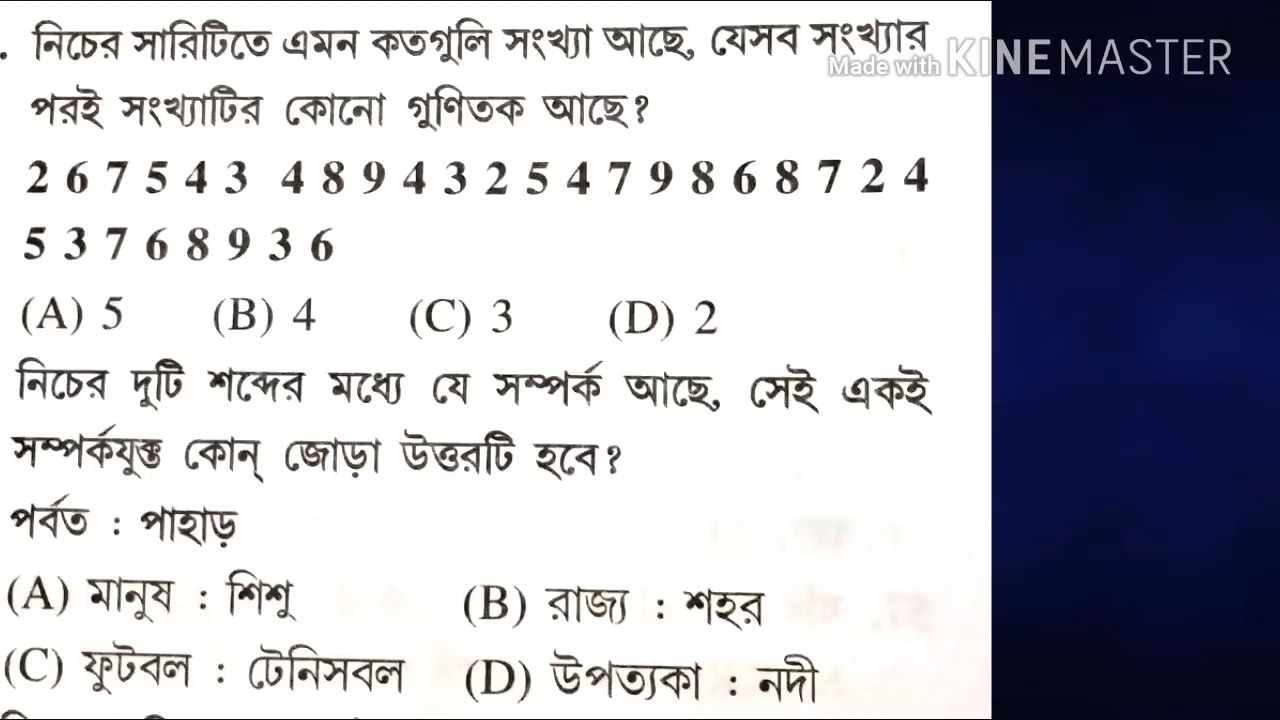 . নিচের সারিটিতে এমন কতগুলি সংখ্যা আছে, যেসব সংখ্যার
Made with KINEMASTER
পরই সংখ্যাটির কোনো গুণিতক আছে?
2 6 7 5 4 3 4 8 9 4 3 2 5 4 7 9 8 6 8 7 2 4
5 3 7 6 8 9 3 6
(A) 5 (B) 4 (C) 3 (D) 2
নিচের দুটি শব্দের মধ্যে যে সম্পর্ক আছে, সেই একই
সম্পর্কযুক্ত কোন্ জোড়া উত্তরটি হবে?
পর্বত : পাহাড়
(A) মানুষ : শিশু (B) রাজ্য : শহর
(C) ফুটবল : টেনিসবল (D) উপত্যকা : নদী